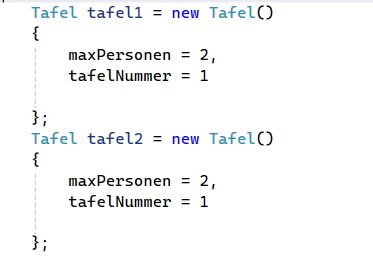 Tafel tafel1 = new Tafel()
{
maxPersonen = 2,
tafelNummer = 1
};
Tafel tafel2 = new Tafel()
{
maxPersonen = 2,
tafelNummer = 1
};